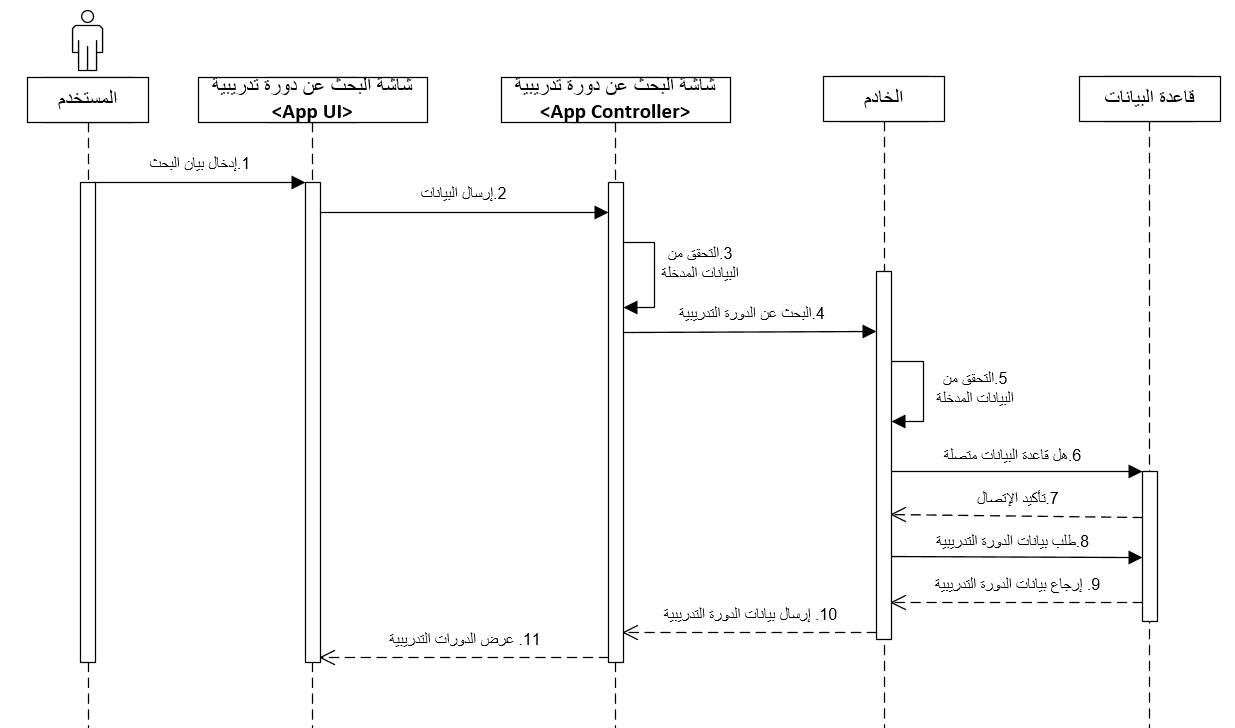 المستخدم
شاشة البحث عن دورة تدريبية
<App UI>
شاشة البحث عن دورة تدريبية
<App Controller>
الخادم
قاعدة البيانات
1.إدخال بيان البحث
2.إرسال البيانات
3.التحقق من
البيانات المدخلة
4.البحث عن الدورة التدريبية
5.التحقق من
البيانات المدخلة
6.هل قاعدة البيانات متصلة
7.تأكيد الإتصال
8.طلب بيانات الدورة التدريبية
9. إرجاع بيانات الدورة التدريبية
10. إرسال بيانات الدورة التدريبية
11. عرض الدورات التدريبية